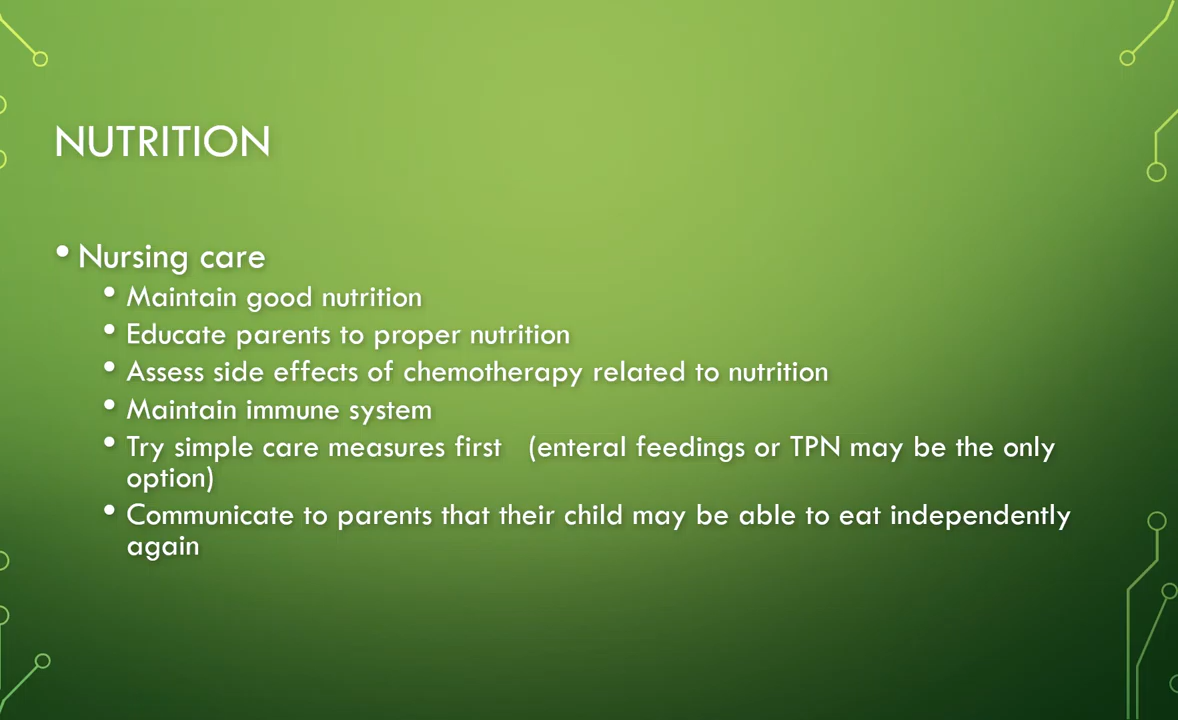 NUTRITION
• Nursing care
• Maintain good nutrition
• Educate parents to proper nutrition
• Assess side effects of chemotherapy related to nutrition
• Maintain immune system
• Try simple care measures first (enteral feedings or TPN may be the only
option)
• Communicate to parents that their child may be able to eat independently
again